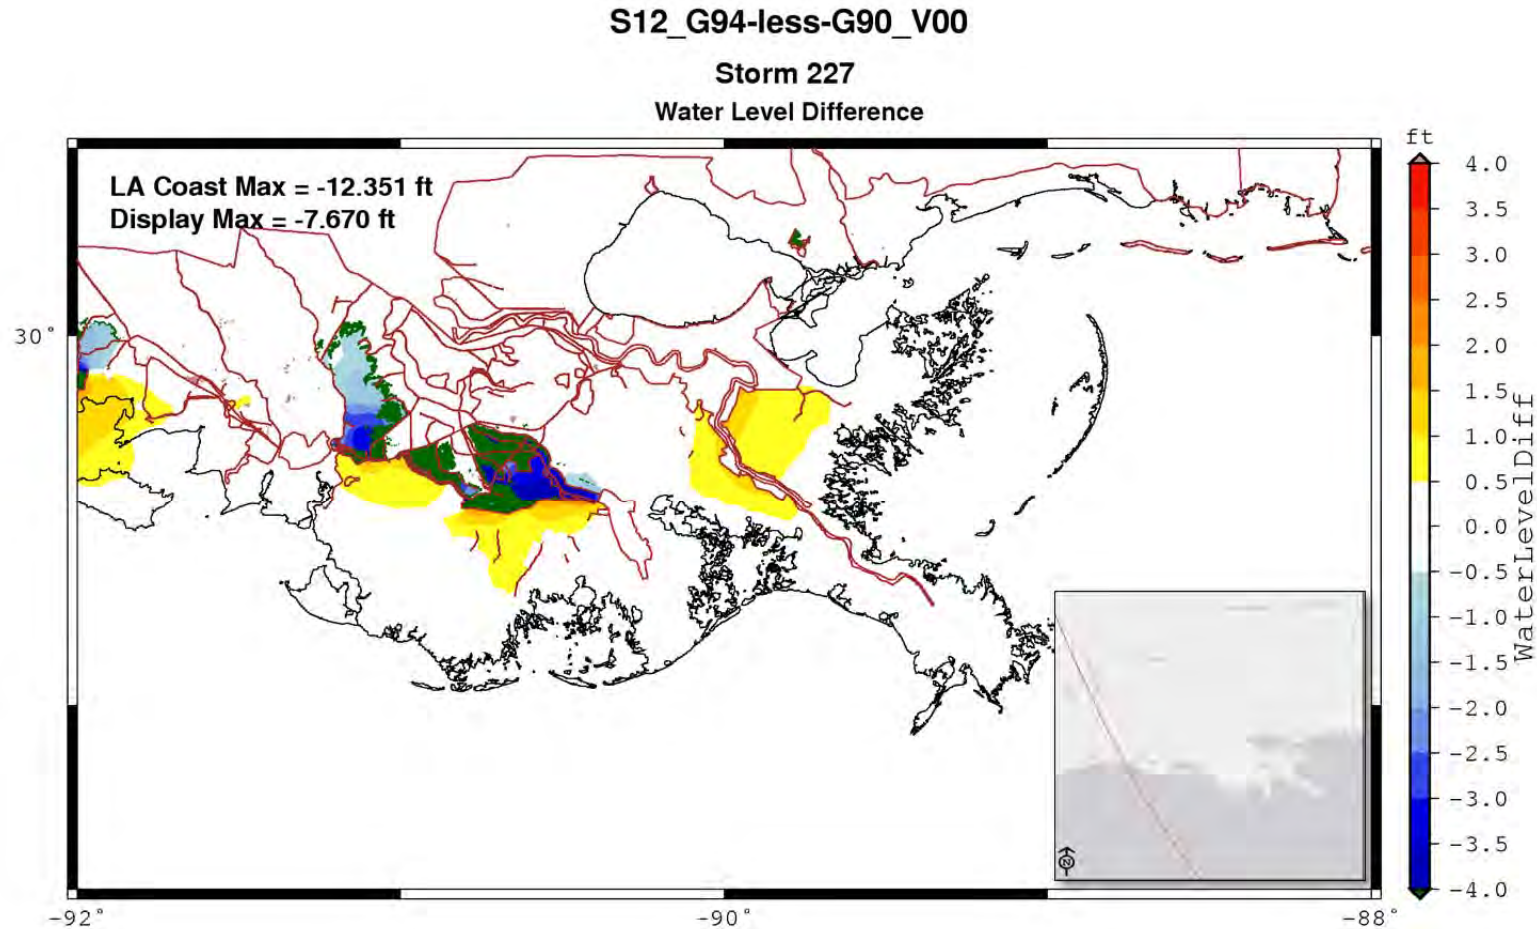 S12_G94-less-G90_V00
Storm 227
Water Level Difference
LA Coast Max = -12.351 ft
Display Max = -7.670 ft
ft
4.0
3.5
3.0
2.5
2.0
1.5
1.0
0.5
0.0
-0.5
-1.0
-1.5
-2.0
-2.5
-3.0
-3.5
-4.0
WaterLevelDiff
30°
N
-92°
-90°
-88°